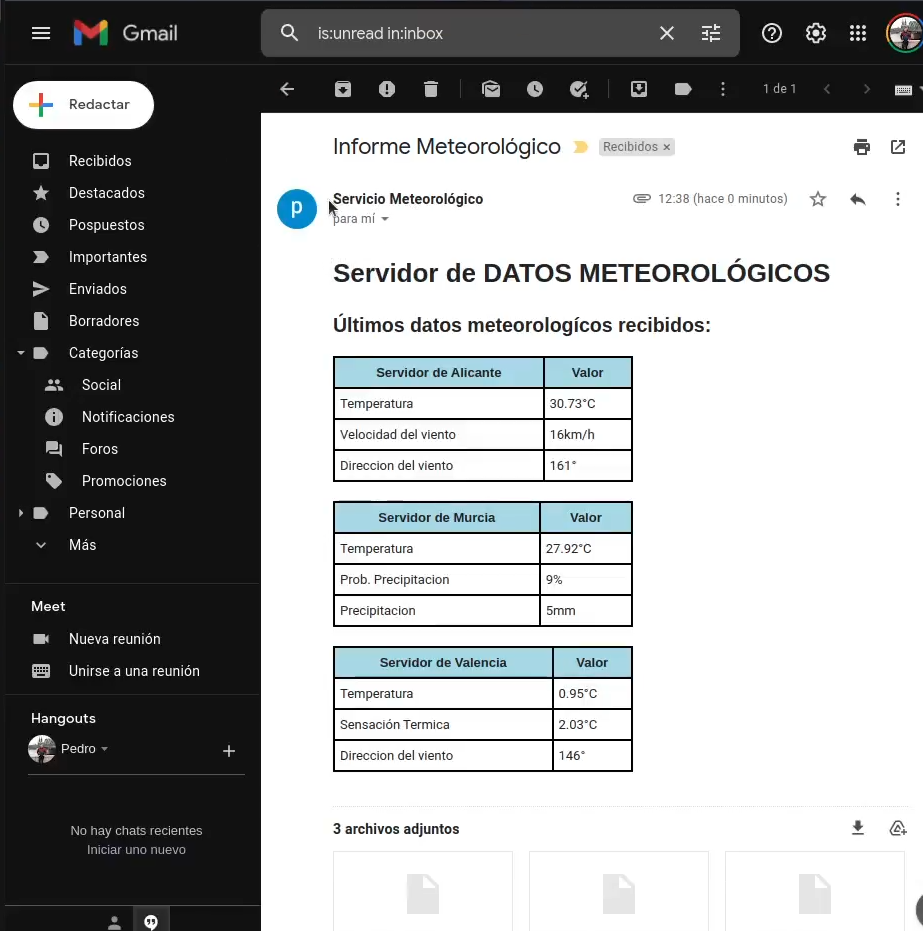 Gmail
is:unread in:inbox
Redactar
1 de 1
Recibidos
Destacados
Pospuestos
Importantes
Enviados
Borradores
Categorías
Social
Notificaciones
Foros
Promociones
Personal
Más
Meet
Nueva reunión
Unirse a una reunión
Hangouts
Pedro
No hay chats recientes
Iniciar uno nuevo
Informe Meteorológico Recibidos ×
p
Servicio Meteorológico 12:38 (hace 0 minutos)
para mí
Servidor de DATOS METEOROLÓGICOS
Últimos datos meteorologícos recibidos:
Servidor de Alicante Valor
Temperatura 30.73°C
Velocidad del viento 16km/h
Direccion del viento 161°
Servidor de Murcia Valor
Temperatura 27.92°C
Prob. Precipitacion 9%
Precipitacion 5mm
Servidor de Valencia Valor
Temperatura 0.95°C
Sensación Termica 2.03°C
Direccion del viento 146°
3 archivos adjuntos